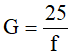 G = 25/f